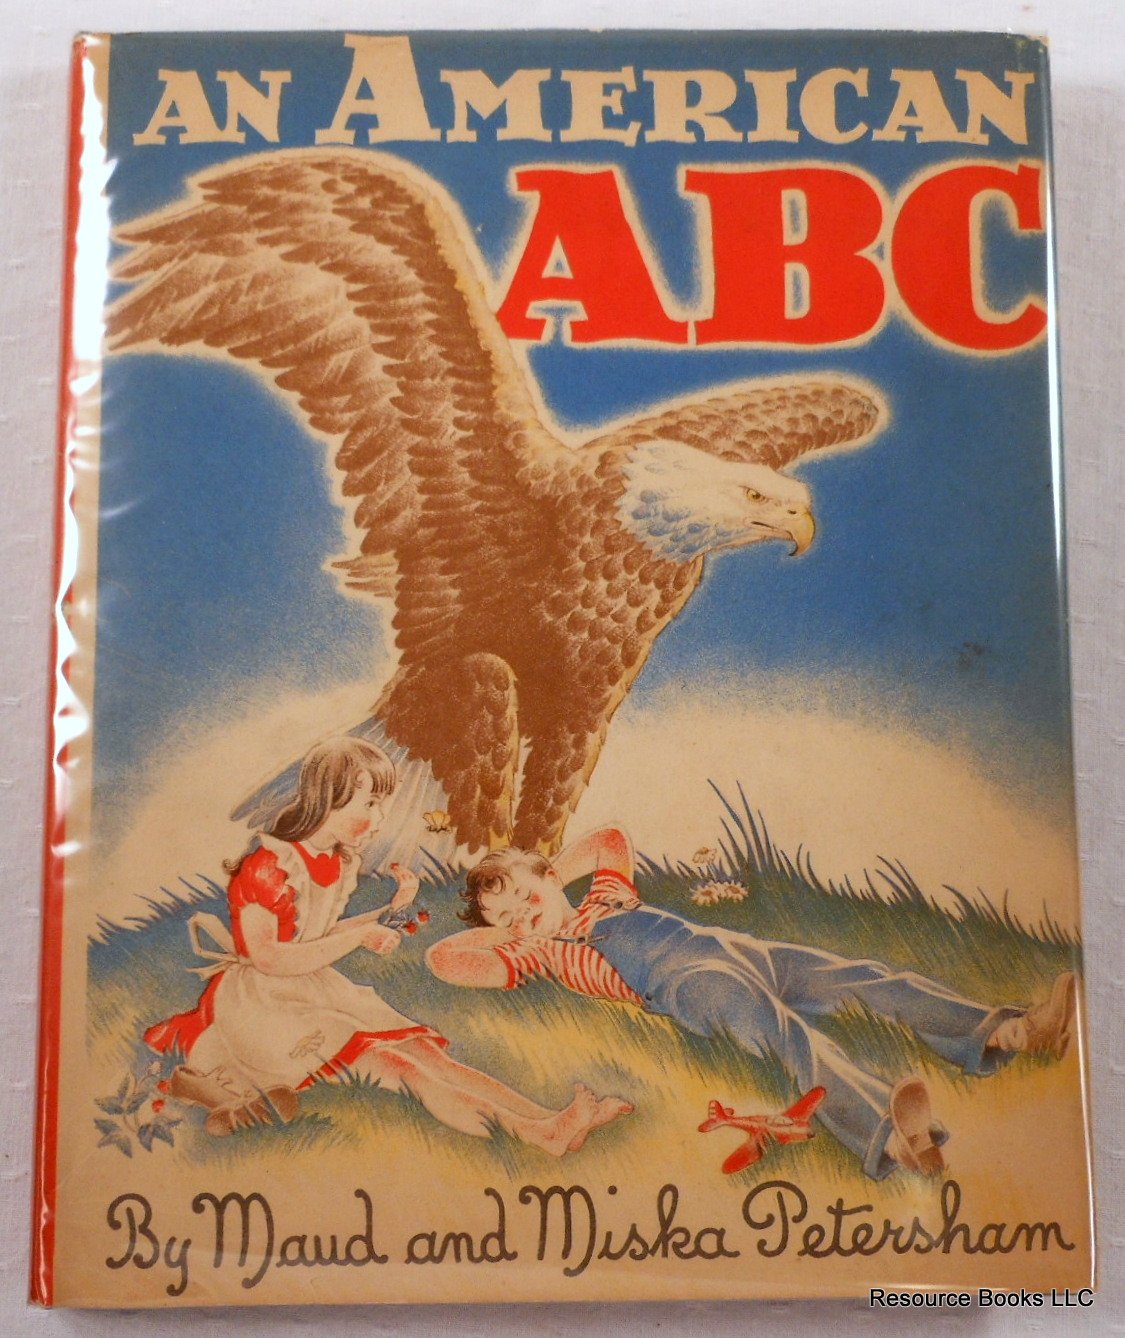 AN AMERICAN
ABC
By Maud and Miska Petersham
Resource Books LLC